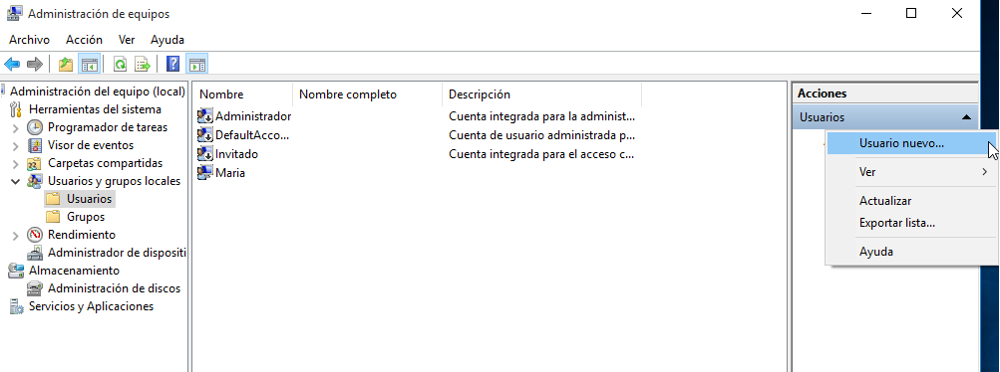 Administración de equipos
Archivo Acción Ver Ayuda
Administración del equipo (local)
Herramientas del sistema
Programador de tareas
Visor de eventos
Carpetas compartidas
Usuarios y grupos locales
Usuarios
Grupos
Rendimiento
Administrador de dispositi
Almacenamiento
Administración de discos
Servicios y Aplicaciones
Nombre Nombre completo Descripción
Administrador Cuenta integrada para la administ...
DefaultAcco... Cuenta de usuario administrada p...
Invitado Cuenta integrada para el acceso c...
Maria
Acciones
Usuarios
Usuario nuevo...
Ver
Actualizar
Exportar lista...
Ayuda